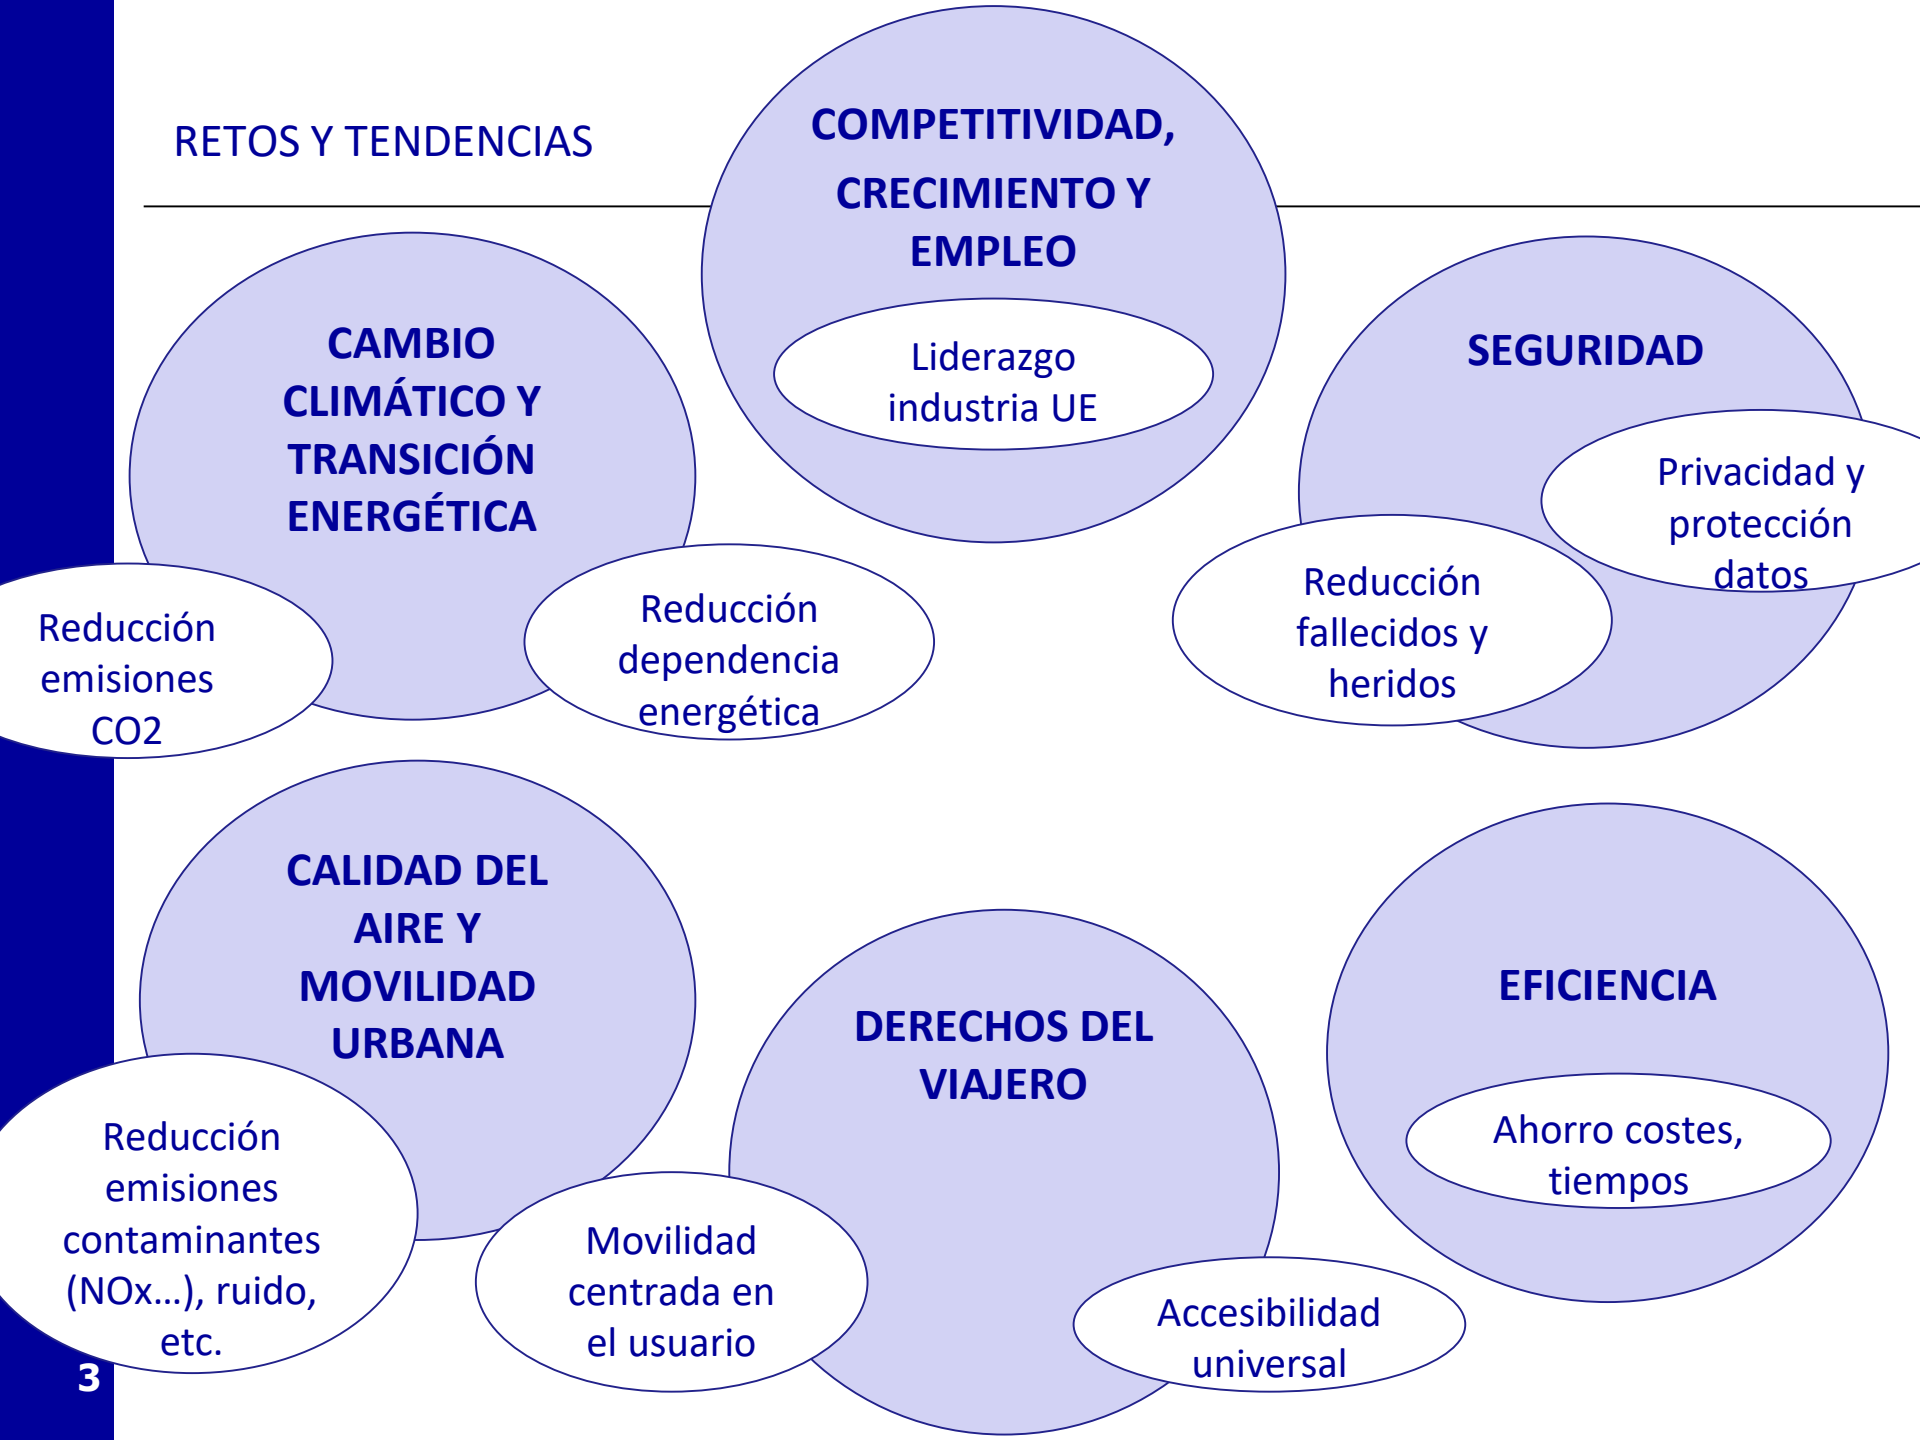 RETOS Y TENDENCIAS
COMPETITIVIDAD,
CRECIMIENTO Y
EMPLEO
Liderazgo
industria UE
CAMBIO
CLIMÁTICO Y
TRANSICIÓN
ENERGÉTICA
Reducción
emisiones
CO2
Reducción
dependencia
energética
SEGURIDAD
Privacidad y
protección
datos
Reducción
fallecidos y
heridos
CALIDAD DEL
AIRE Y
MOVILIDAD
URBANA
Reducción
emisiones
contaminantes
(NOx...), ruido,
etc.
DERECHOS DEL
VIAJERO
Movilidad
centrada en
el usuario
Accesibilidad
universal
EFICIENCIA
Ahorro costes,
tiempos
3